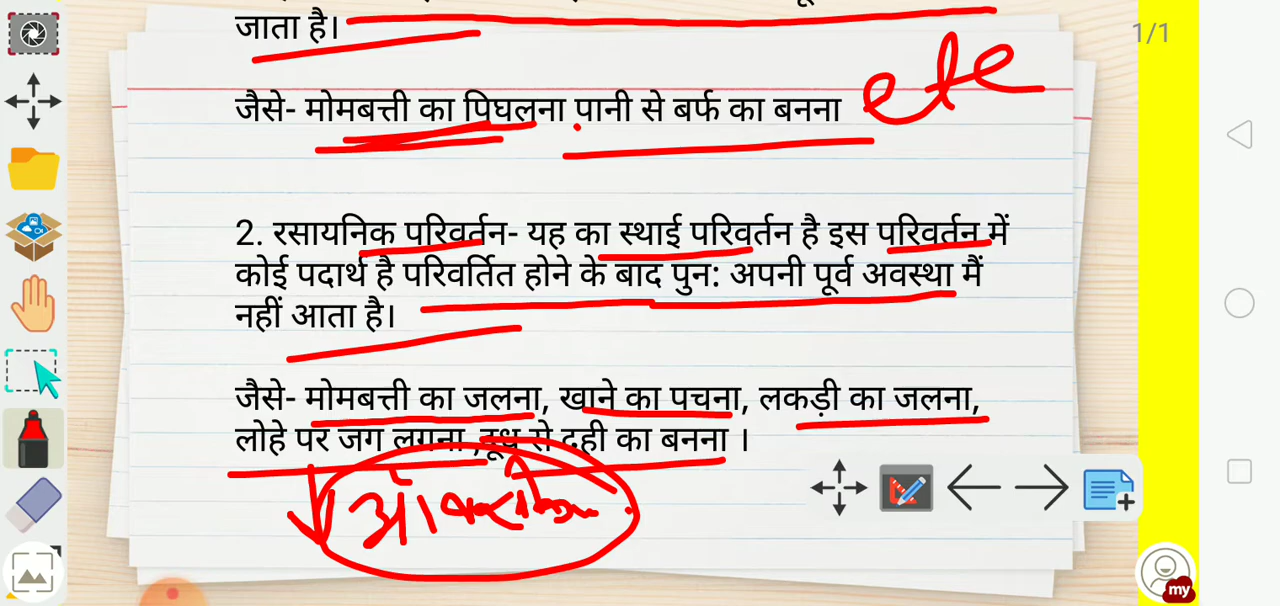 जाता है।
1/1
जैसे- मोमबत्ती का पिघलना पानी से बर्फ का बनना etc
2. रसायनिक परिवर्तन- यह का स्थाई परिवर्तन है इस परिवर्तन में
कोई पदार्थ है परिवर्तित होने के बाद पुन: अपनी पूर्व अवस्था मैं
नहीं आता है।
जैसे- मोमबत्ती का जलना, खाने का पचना, लकड़ी का जलना,
लोहे पर जग लगना ,दूध से दही का बनना ।
my